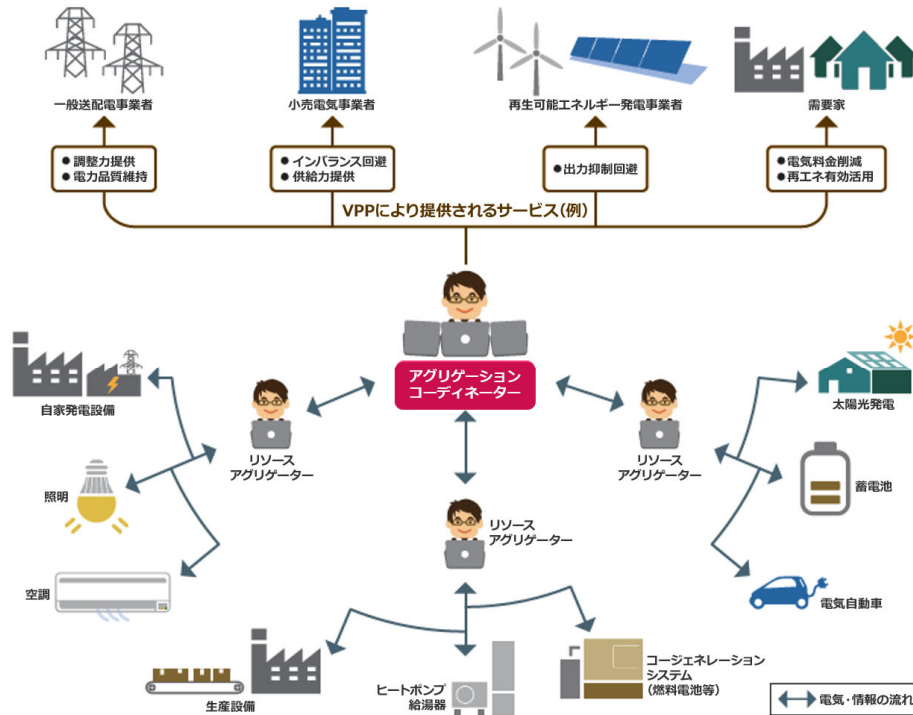 一般送配電事業者
小売電気事業者
再生可能エネルギー発電事業者
需要家
●調整力提供
●電力品質維持
●インバランス回避
●供給力提供
●出力抑制回避
●電気料金削減
●再エネ有効活用
VPPにより提供されるサービス(例)
アグリゲーション
コーディネーター
自家発電設備
リソース
アグリゲーター
リソース
アグリゲーター
太陽光発電
照明
蓄電池
リソース
アグリゲーター
空調
電気自動車
生産設備
ヒートポンプ
給湯器
コージェネレーション
システム
(燃料電池等)
電気・情報の流れ